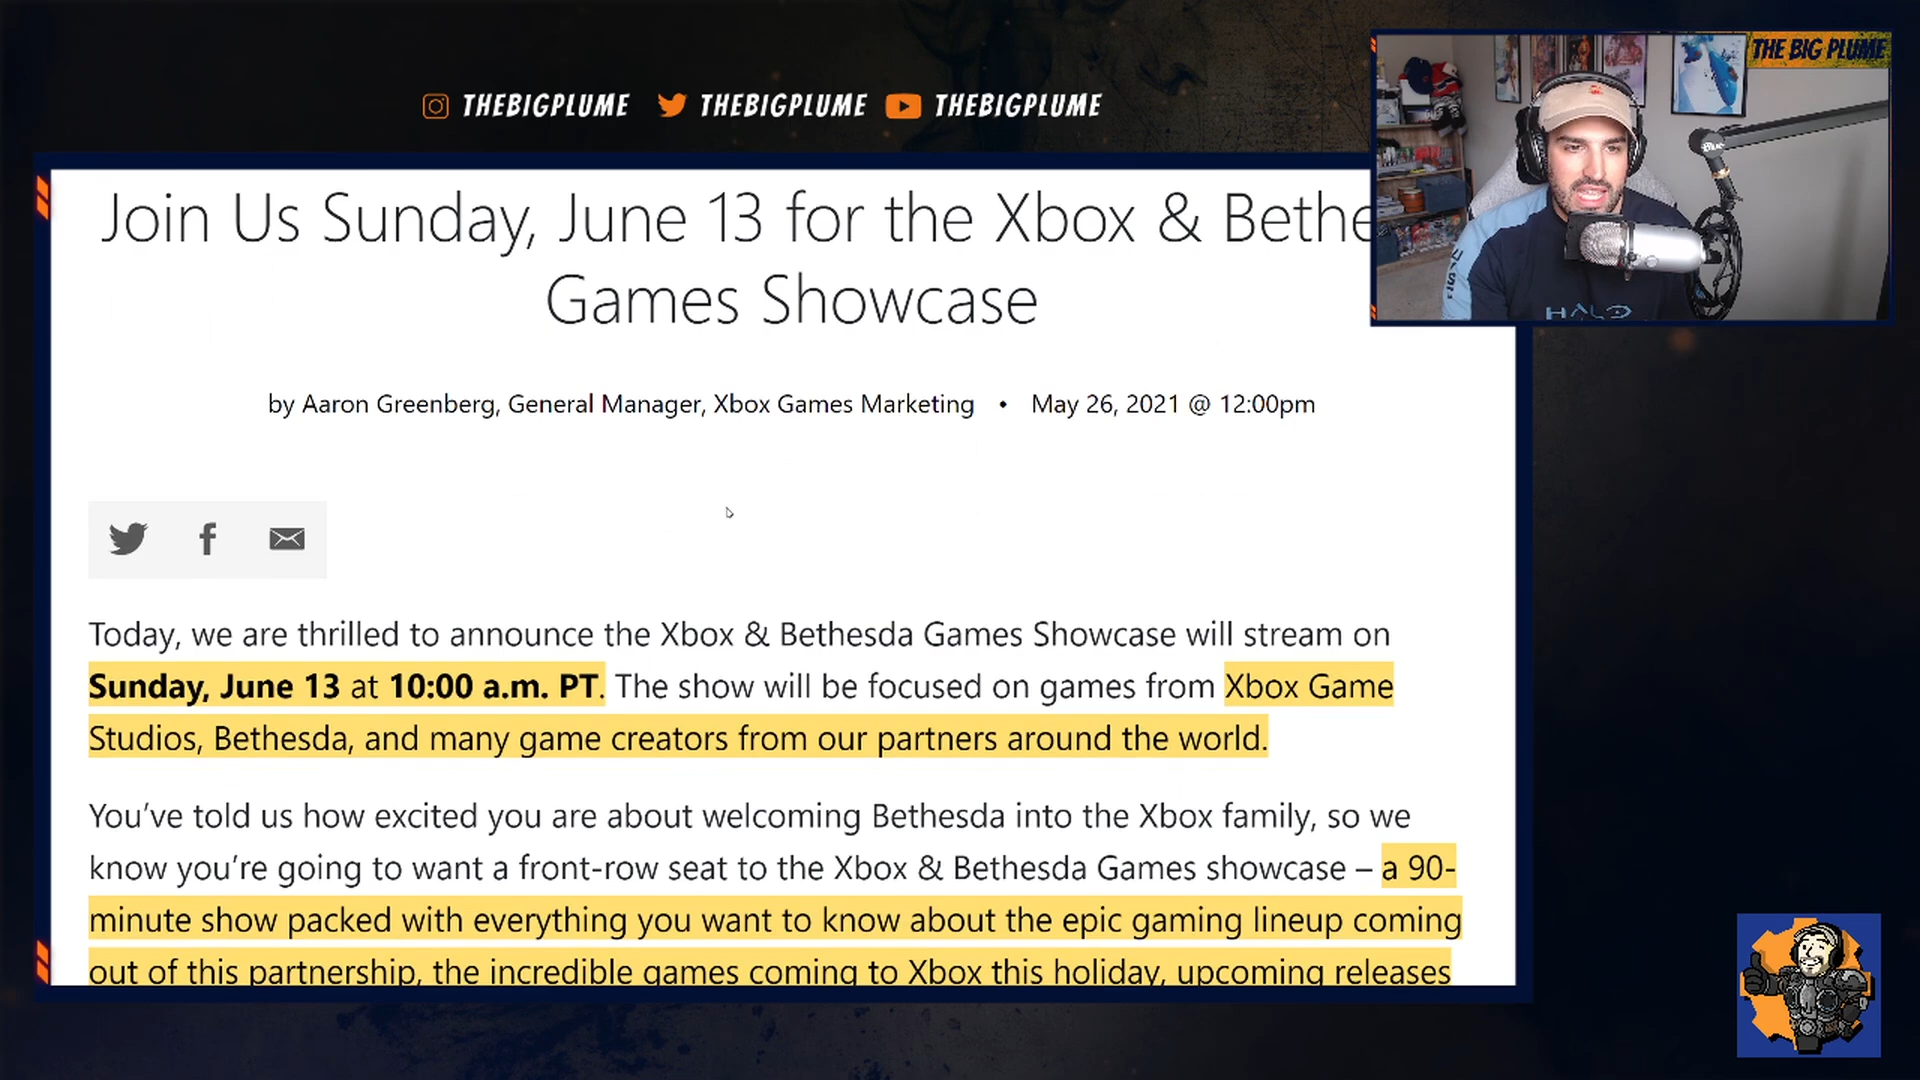 THEBIGPLUME THEBIGPLUME THEBIGPLUME
THE BIG PLUME
Blue
HALO
Join Us Sunday, June 13 for the Xbox & Bethe
Games Showcase
by Aaron Greenberg, General Manager, Xbox Games Marketing • May 26, 2021 @ 12:00pm
Today, we are thrilled to announce the Xbox & Bethesda Games Showcase will stream on
Sunday, June 13 at 10:00 a.m. PT. The show will be focused on games from Xbox Game
Studios, Bethesda, and many game creators from our partners around the world.
You’ve told us how excited you are about welcoming Bethesda into the Xbox family, so we
know you’re going to want a front-row seat to the Xbox & Bethesda Games showcase – a 90-
minute show packed with everything you want to know about the epic gaming lineup coming
out of this partnership, the incredible games coming to Xbox this holiday, upcoming releases